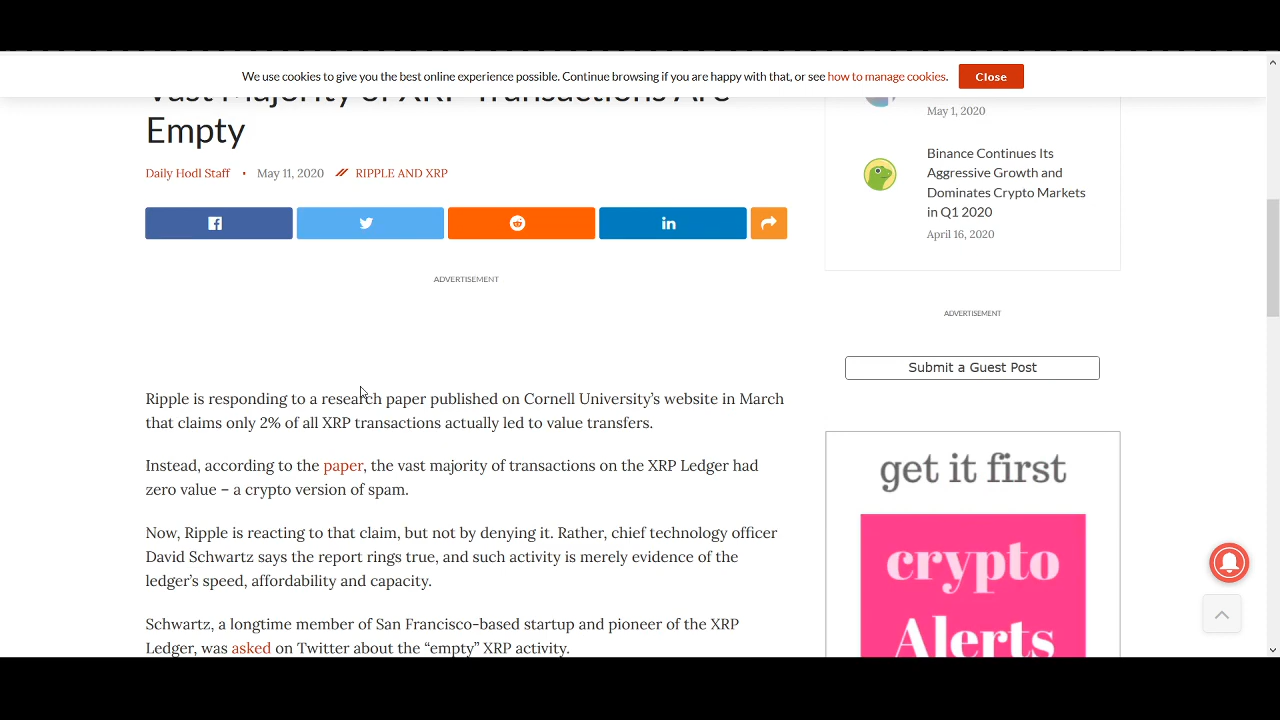 We use cookies to give you the best online experience possible. Continue browsing if you are happy with that, or see how to manage cookies.
Close
Vast Majority of XRP Transactions Are
Empty
Daily Hodl Staff • May 11, 2020 RIPPLE AND XRP
ADVERTISEMENT
Ripple is responding to a research paper published on Cornell University’s website in March
that claims only 2% of all XRP transactions actually led to value transfers.
Instead, according to the paper, the vast majority of transactions on the XRP Ledger had
zero value – a crypto version of spam.
Now, Ripple is reacting to that claim, but not by denying it. Rather, chief technology officer
David Schwartz says the report rings true, and such activity is merely evidence of the
ledger’s speed, affordability and capacity.
Schwartz, a longtime member of San Francisco-based startup and pioneer of the XRP
Ledger, was asked on Twitter about the “empty” XRP activity.
May 1, 2020
Binance Continues Its
Aggressive Growth and
Dominates Crypto Markets
in Q1 2020
April 16, 2020
ADVERTISEMENT
Submit a Guest Post
get it first
crypto
Alerts